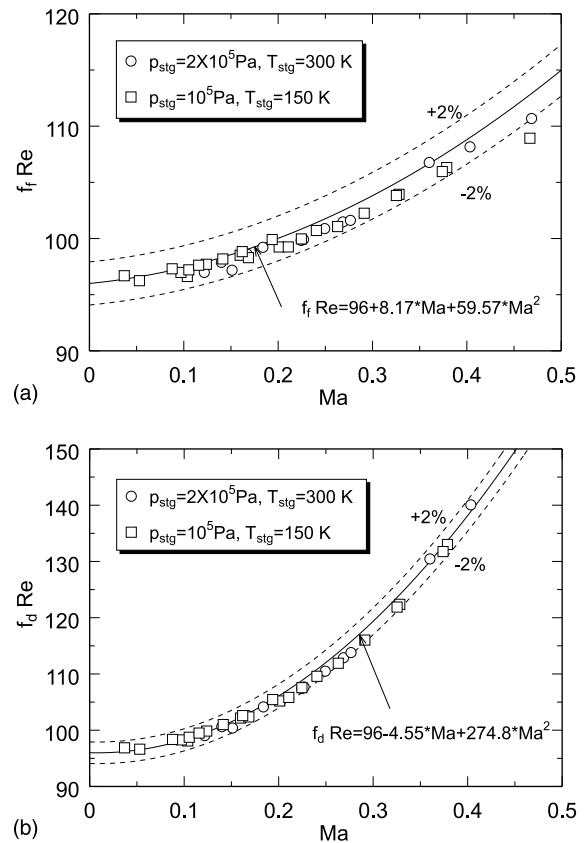 120
p_stg=2X10^5Pa, T_stg=300 K
p_stg=10^5Pa, T_stg=150 K
+2%
110
f_f Re
-2%
100
f_f Re=96+8.17*Ma+59.57*Ma^2
90
0 0.1 0.2 0.3 0.4 0.5
(a) Ma
150
p_stg=2X10^5Pa, T_stg=300 K
140
p_stg=10^5Pa, T_stg=150 K
+2%
130
-2%
f_d Re
120
110
f_d Re=96-4.55*Ma+274.8*Ma^2
100
90
0 0.1 0.2 0.3 0.4 0.5
(b) Ma